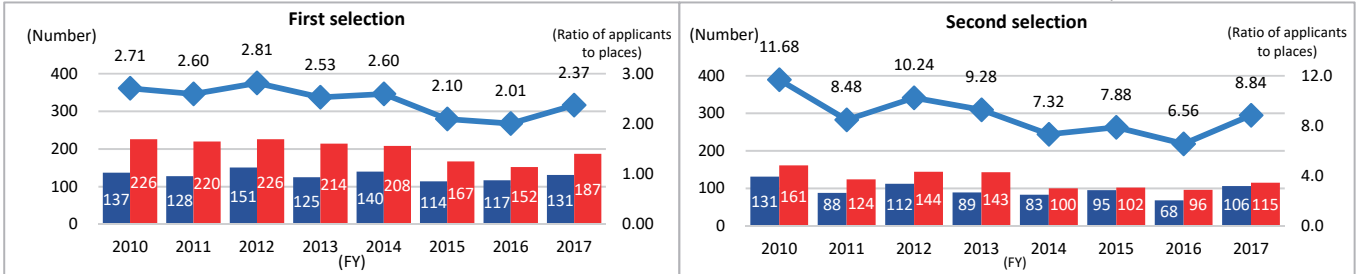 First selection
(Number)
(Ratio of applicants
to places)
2.71 2.60 2.81 2.53 2.60 2.10 2.01 2.37
400 300 200 100 0
3.00 2.00 1.00 0.00
137 226 128 220 151 226 125 214 140 208 114 167 117 152 131 187
2010 2011 2012 2013 2014 2015 2016 2017
(FY)
Second selection
(Number)
(Ratio of applicants
to places)
11.68 8.48 10.24 9.28 7.32 7.88 6.56 8.84
400 300 200 100 0
12.0 8.0 4.0 0.0
131 161 88 124 112 144 89 143 83 100 95 102 68 96 106 115
2010 2011 2012 2013 2014 2015 2016 2017
(FY)